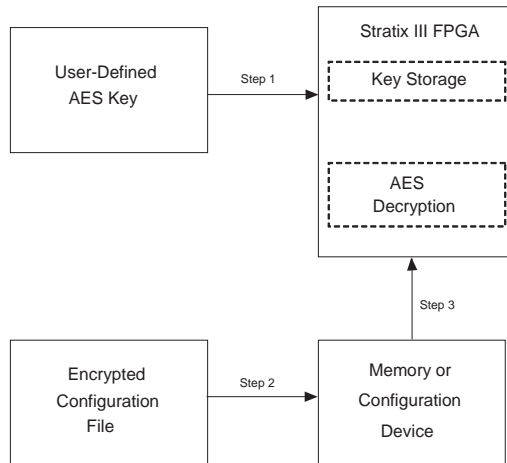 Stratix III FPGA
User-Defined
AES Key
Step 1
Key Storage
AES
Decryption
Step 3
Encrypted
Configuration
File
Step 2
Memory or
Configuration
Device